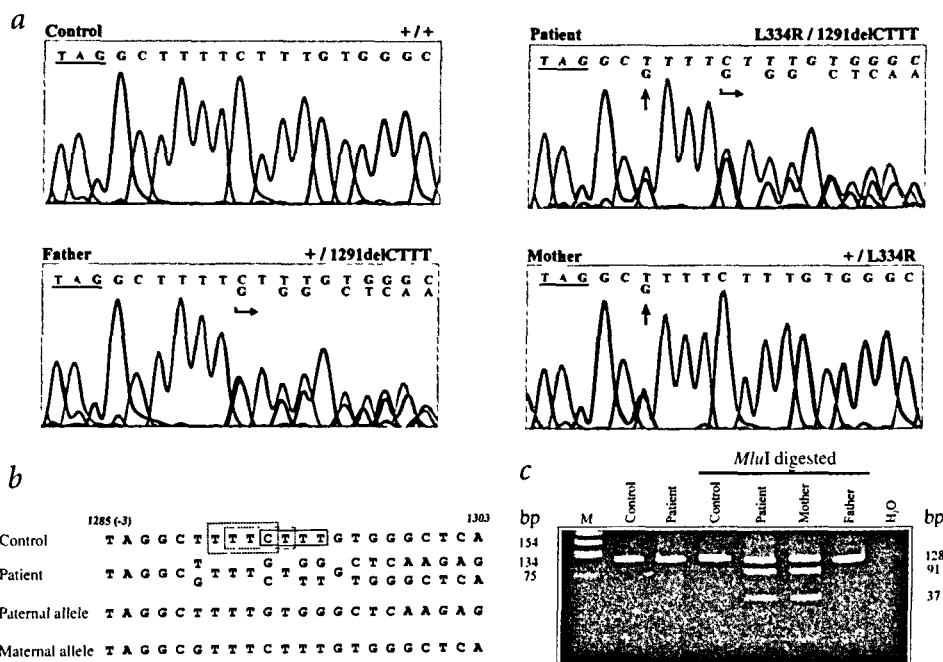 a
Control +/+
T A G G C T T T T C T T T G T G G G C
Patient L334R / 1291delCTTT
T A G G C T T T T C T T T G T G G G C
G G G G C T C A A
Father + / 1291delCTTT
T A G G C T T T T C T T T G T G G G C
G G G C T C A A
Mother + / L334R
T A G G C T T T T C T T T G T G G G C
G
b
1285 (-3) 1303
Control T A G G C T T T T C T T T G T G G G C T C A
T G G G C T C A A G A G
Patient T A G G C T T T T G
G C T T T G G G C T C A
Paternal allele T A G G C T T T T G T G G G C T C A A G A G
Maternal allele T A G G C G T T T C T T T G T G G G C T C A
c
MluI digested
bp M Control Patient Control Patient Mother Father H2O bp
154
134
75
128
91
37